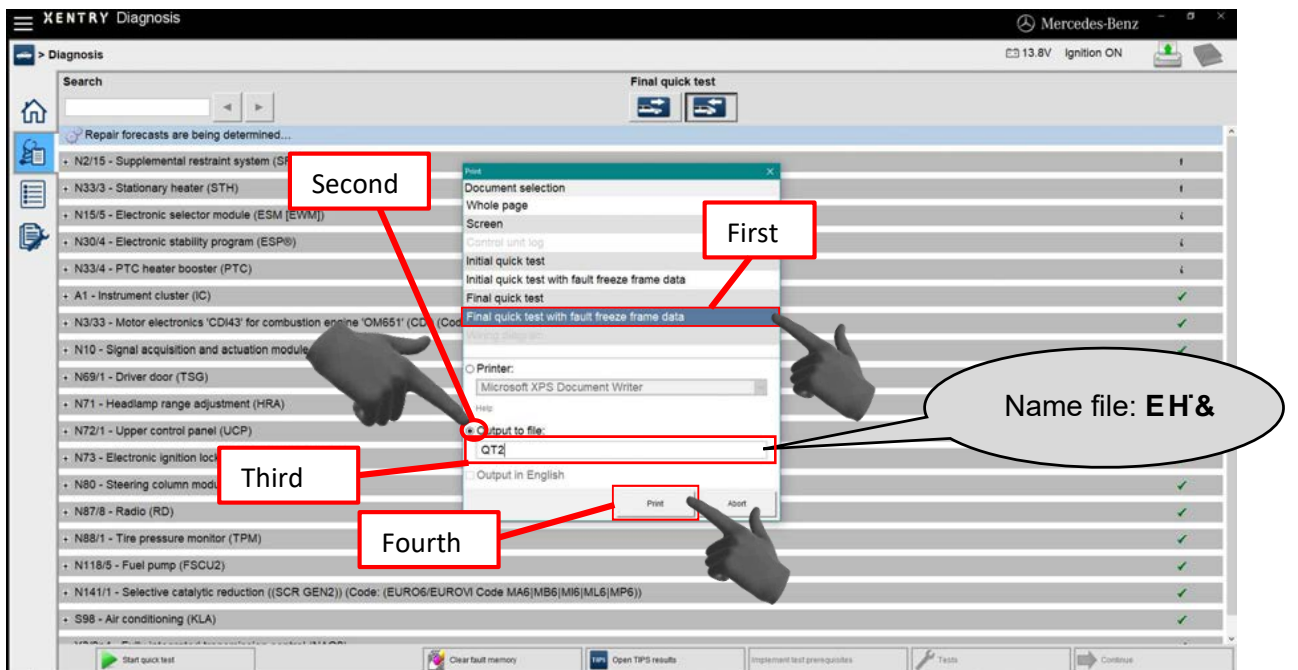 XENTRY Diagnosis
Mercedes-Benz
> Diagnosis
13.8V Ignition ON
Search
Final quick test
Repair forecasts are being determined...
+ N2/15 - Supplemental restraint system
+ N33/3 - Stationary heater (STH)
+ N15/5 - Electronic selector module (ESM [EWM])
+ N30/4 - Electronic stability program (ESP®)
+ N33/4 - PTC heater booster (PTC)
+ A1 - Instrument cluster (IC)
+ N3/33 - Motor electronics 'CDI43' for combustion engine 'OM651'
+ N10 - Signal acquisition and actuation module
+ N69/1 - Driver door (TSG)
+ N71 - Headlamp range adjustment (HRA)
+ N72/1 - Upper control panel (UCP)
+ N73 - Electronic ignition
+ N80 - Steering column
+ N87/8 - Radio (RD)
+ N88/1 - Tire pressure monitor (TPM)
+ N118/5 - Fuel pump (FSCU2)
+ N141/1 - Selective catalytic reduction ((SCR GEN2)) (Code: (EURO6/EUROVI Code MA6|MB6|MI6|ML6|MP6))
+ S98 - Air conditioning (KLA)
Print
Document selection
Whole page
Screen
Control unit log
Initial quick test
Initial quick test with fault freeze frame data
Final quick test
Final quick test with fault freeze frame data
Wiring diagram
Printer:
Microsoft XPS Document Writer
Help
Output to file:
QT2
Output in English
Print
Abort
First
Second
Third
Fourth
Name file: EH˙&
Start quick test
Clear fault memory
TIPS
Open TIPS results
Implement test prerequisites
Tests
Continue